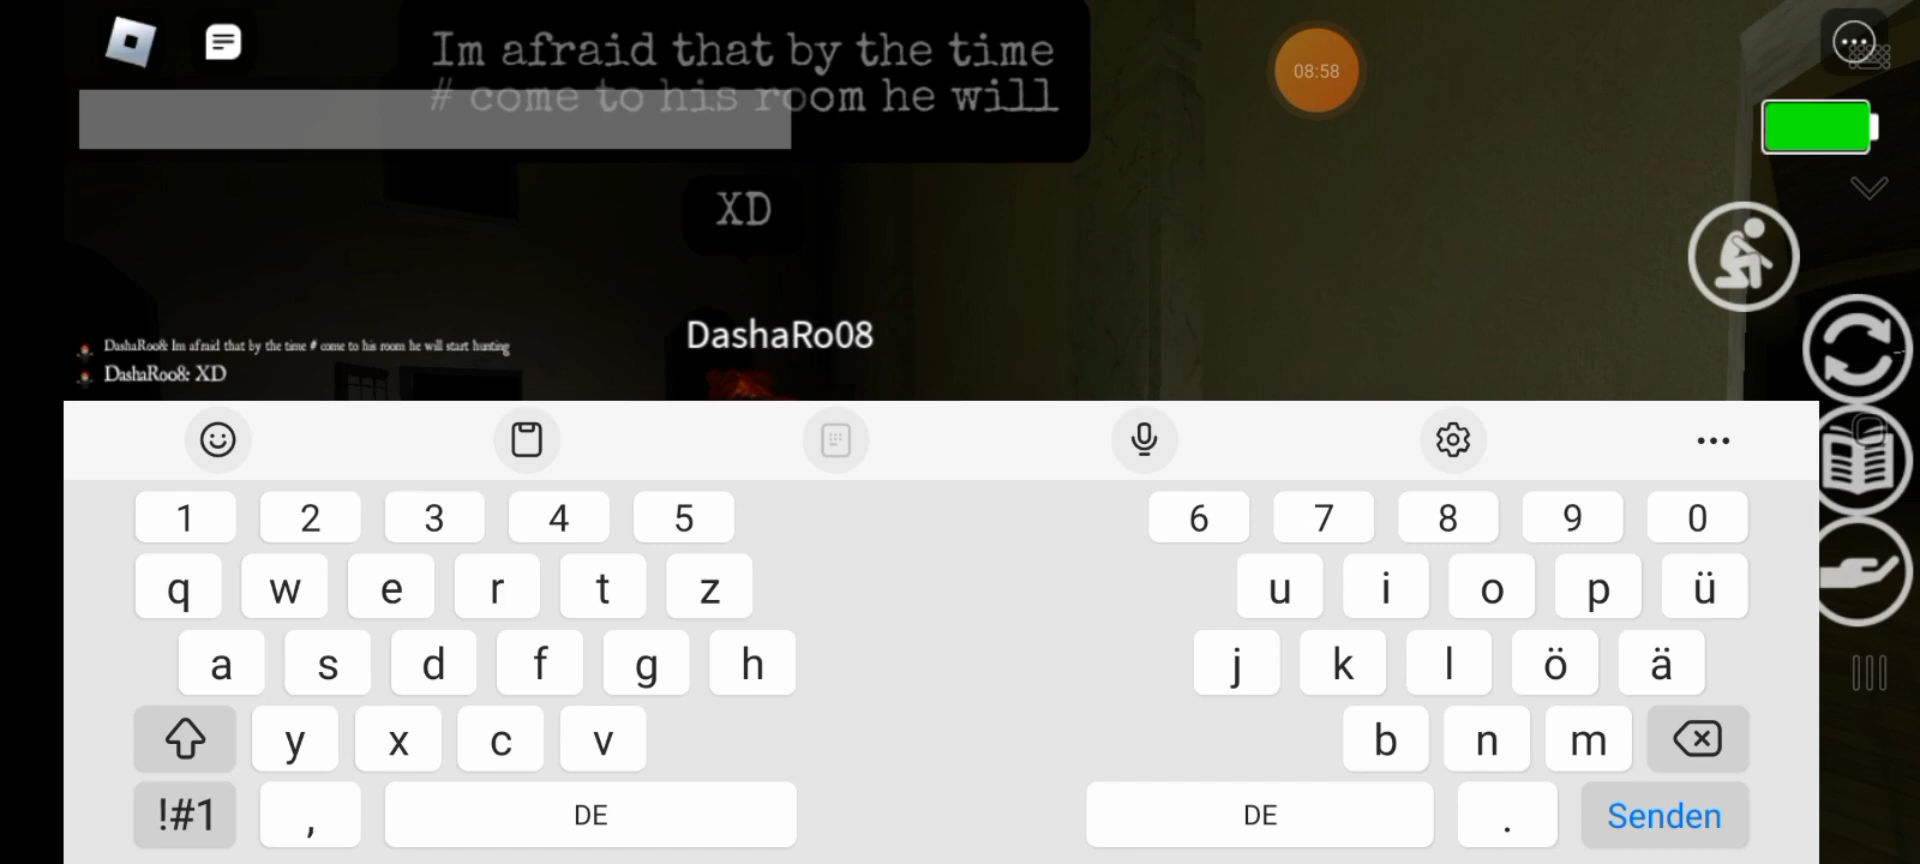 Im afraid that by the time
# come to his room he will
08:58
XD
DashaRo08
DashaRo08: Im afraid that by the time # come to his room he will start hunting
DashaRo08: XD
1 2 3 4 5 6 7 8 9 0
q w e r t z u i o p ü
a s d f g h j k l ö ä
y x c v b n m
!#1 , DE DE . Senden